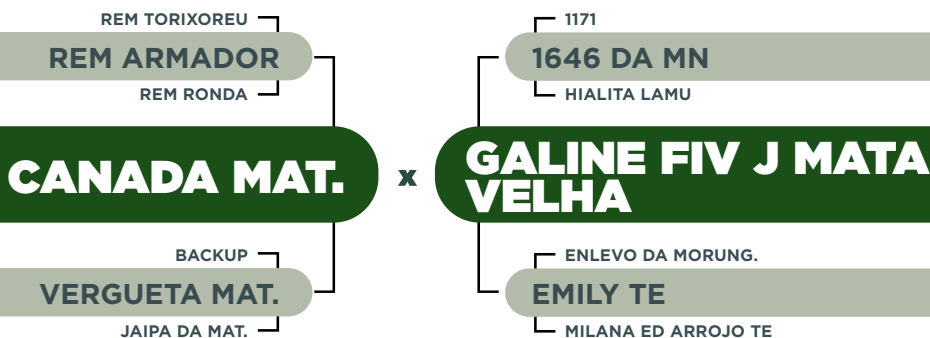 REM TORIXOREU
REM ARMADOR
REM RONDA
CANADA MAT.
BACKUP
VERGUETA MAT.
JAIPA DA MAT.
x
1171
1646 DA MN
HIALITA LAMU
GALINE FIV J MATA
VELHA
ENLEVO DA MORUNG.
EMILY TE
MILANA ED ARROJO TE